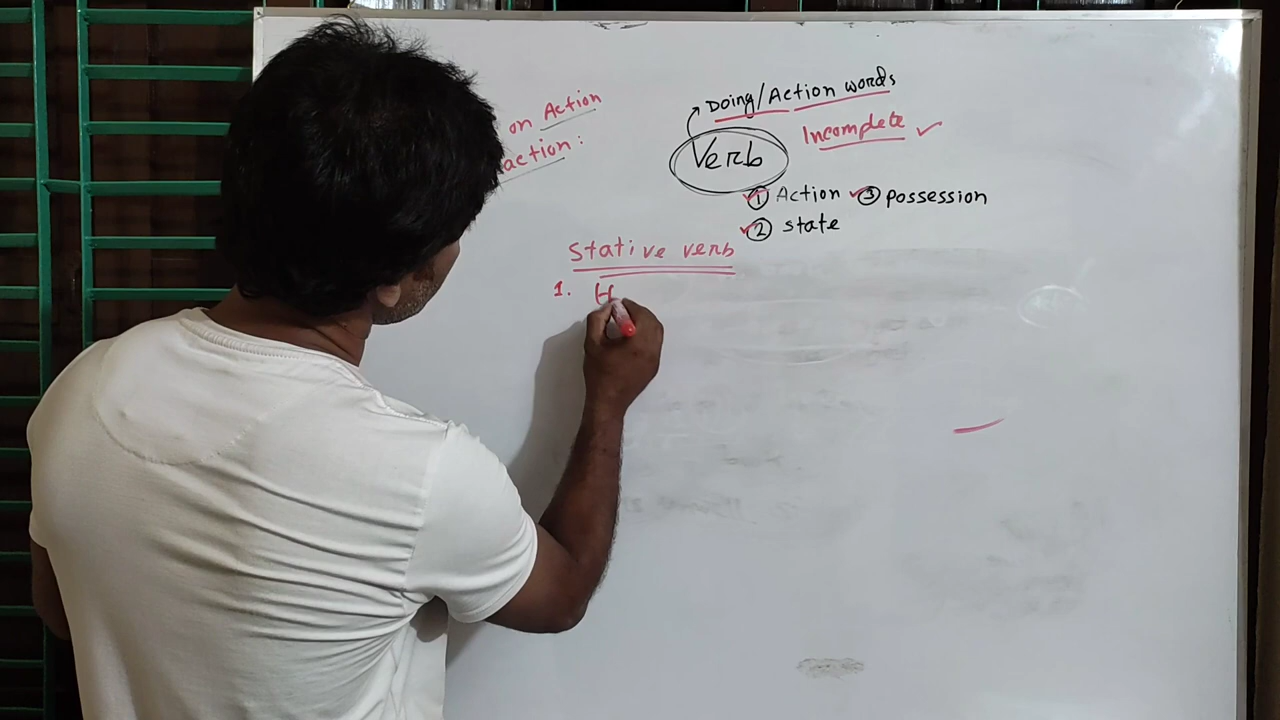 on Action
action:
Doing/Action words
Incomplete ✓
Verb
① Action ③ possession
② state
Stative verb
1. H